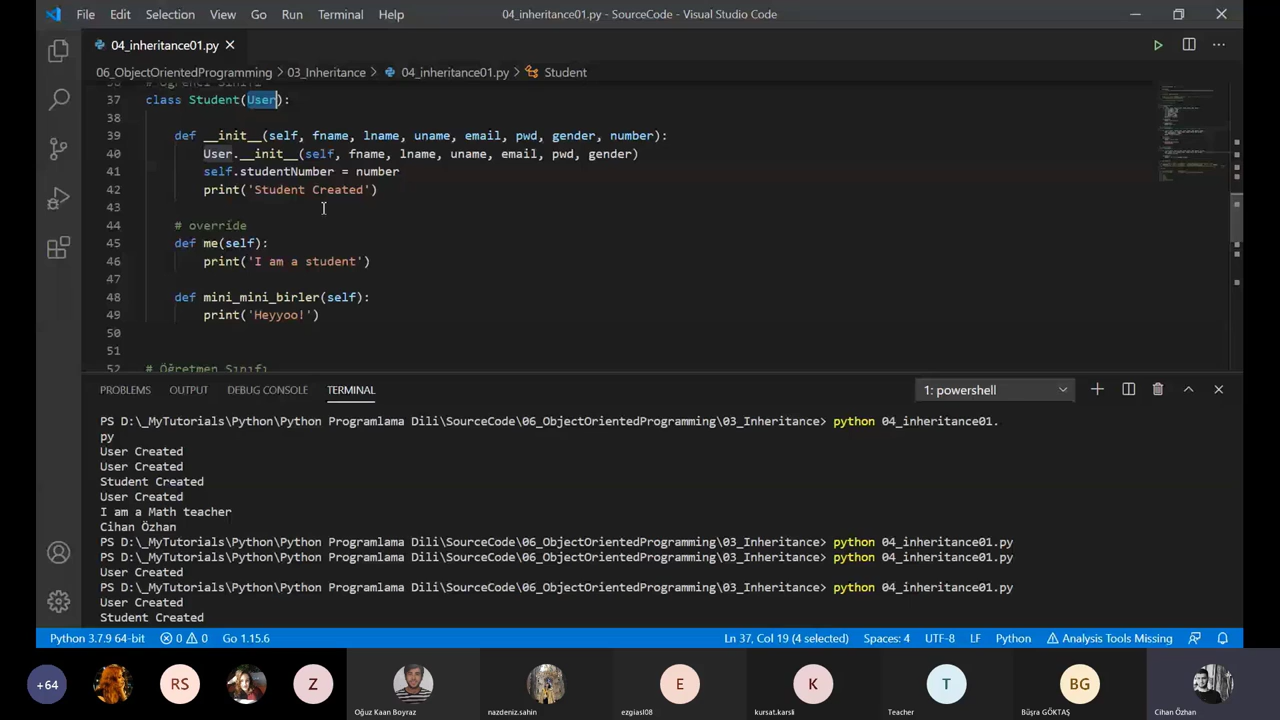 File Edit Selection View Go Run Terminal Help
04_inheritance01.py - SourceCode - Visual Studio Code
04_inheritance01.py
06_ObjectOrientedProgramming > 03_Inheritance > 04_inheritance01.py > Student
36 # Öğrenci Sınıfı
37 class Student(User):
38
39 def __init__(self, fname, lname, uname, email, pwd, gender, number):
40 User.__init__(self, fname, lname, uname, email, pwd, gender)
41 self.studentNumber = number
42 print('Student Created')
43
44 # override
45 def me(self):
46 print('I am a student')
47
48 def mini_mini_birler(self):
49 print('Heyyoo!')
50
51
52 # Öğretmen Sınıfı
PROBLEMS OUTPUT DEBUG CONSOLE TERMINAL
1: powershell
PS D:\_MyTutorials\Python\Python Programlama Dili\SourceCode\06_ObjectOrientedProgramming\03_Inheritance> python 04_inheritance01.
py
User Created
User Created
Student Created
User Created
I am a Math teacher
Cihan Özhan
PS D:\_MyTutorials\Python\Python Programlama Dili\SourceCode\06_ObjectOrientedProgramming\03_Inheritance> python 04_inheritance01.py
PS D:\_MyTutorials\Python\Python Programlama Dili\SourceCode\06_ObjectOrientedProgramming\03_Inheritance> python 04_inheritance01.py
User Created
PS D:\_MyTutorials\Python\Python Programlama Dili\SourceCode\06_ObjectOrientedProgramming\03_Inheritance> python 04_inheritance01.py
User Created
Student Created
Python 3.7.9 64-bit 0 0 Go 1.15.6
Ln 37, Col 19 (4 selected) Spaces: 4 UTF-8 LF Python Analysis Tools Missing
+64 RS Z E K T BG
Oğuz Kaan Boyraz nazdeniz.sahin ezgiasl08 kursat.karsli Teacher Büşra GÖKTAŞ Cihan Özhan